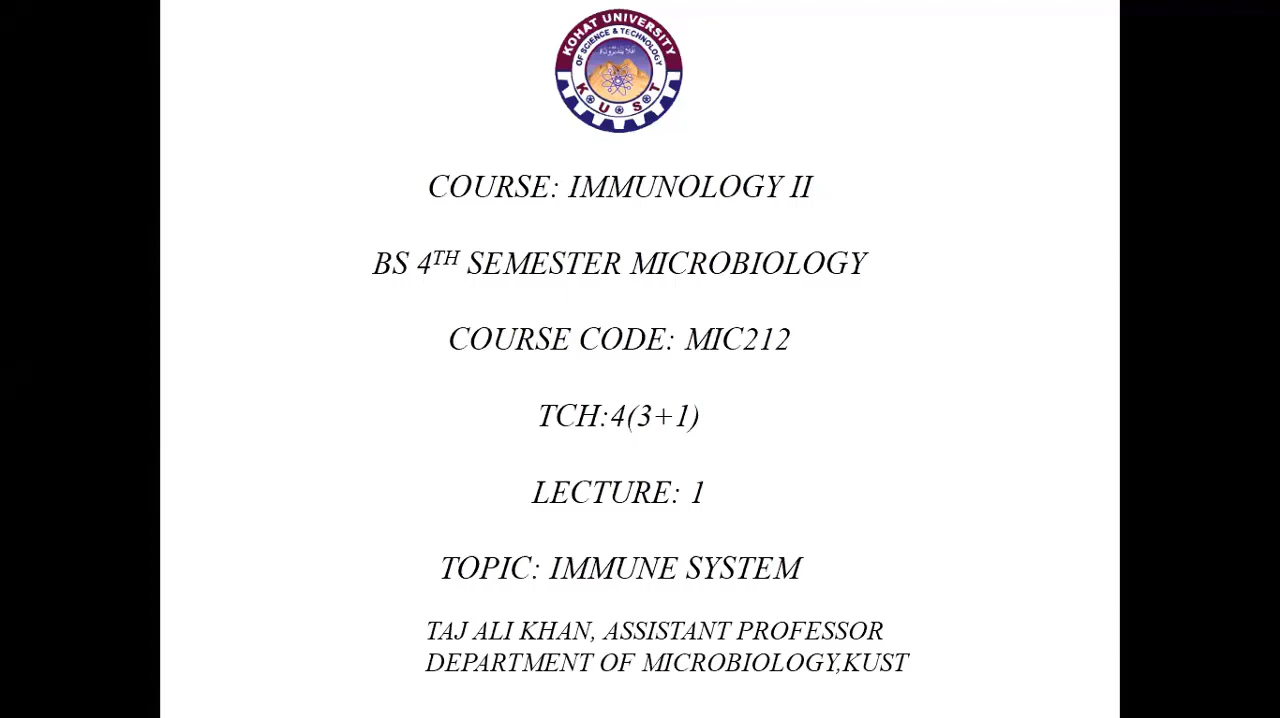 KOHAT UNIVERSITY
OF SCIENCE & TECHNOLOGY
K U S T
COURSE: IMMUNOLOGY II
BS 4TH SEMESTER MICROBIOLOGY
COURSE CODE: MIC212
TCH:4(3+1)
LECTURE: 1
TOPIC: IMMUNE SYSTEM
TAJ ALI KHAN, ASSISTANT PROFESSOR
DEPARTMENT OF MICROBIOLOGY,KUST